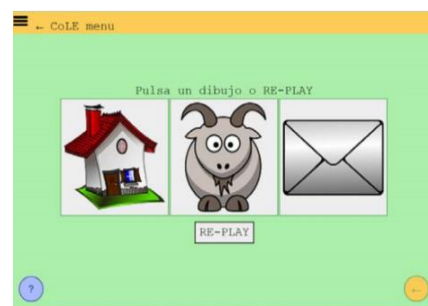 ← CoLE menu
Pulsa un dibujo o RE-PLAY
RE-PLAY
?
←